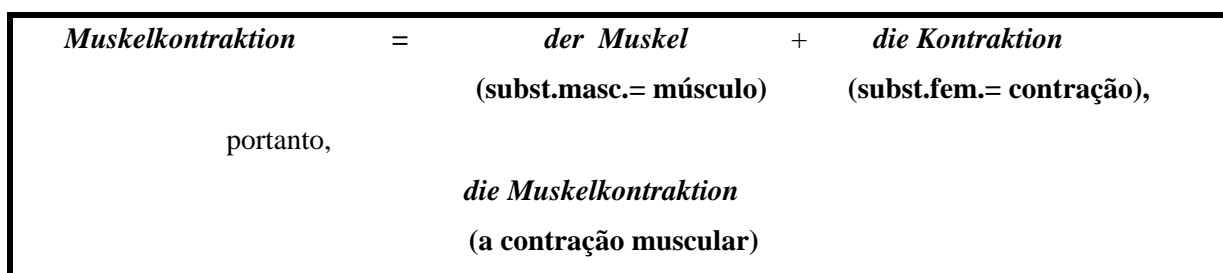 Muskelkontraktion = der Muskel + die Kontraktion
(subst.masc.= músculo) (subst.fem.= contração),
portanto,
die Muskelkontraktion
(a contração muscular)